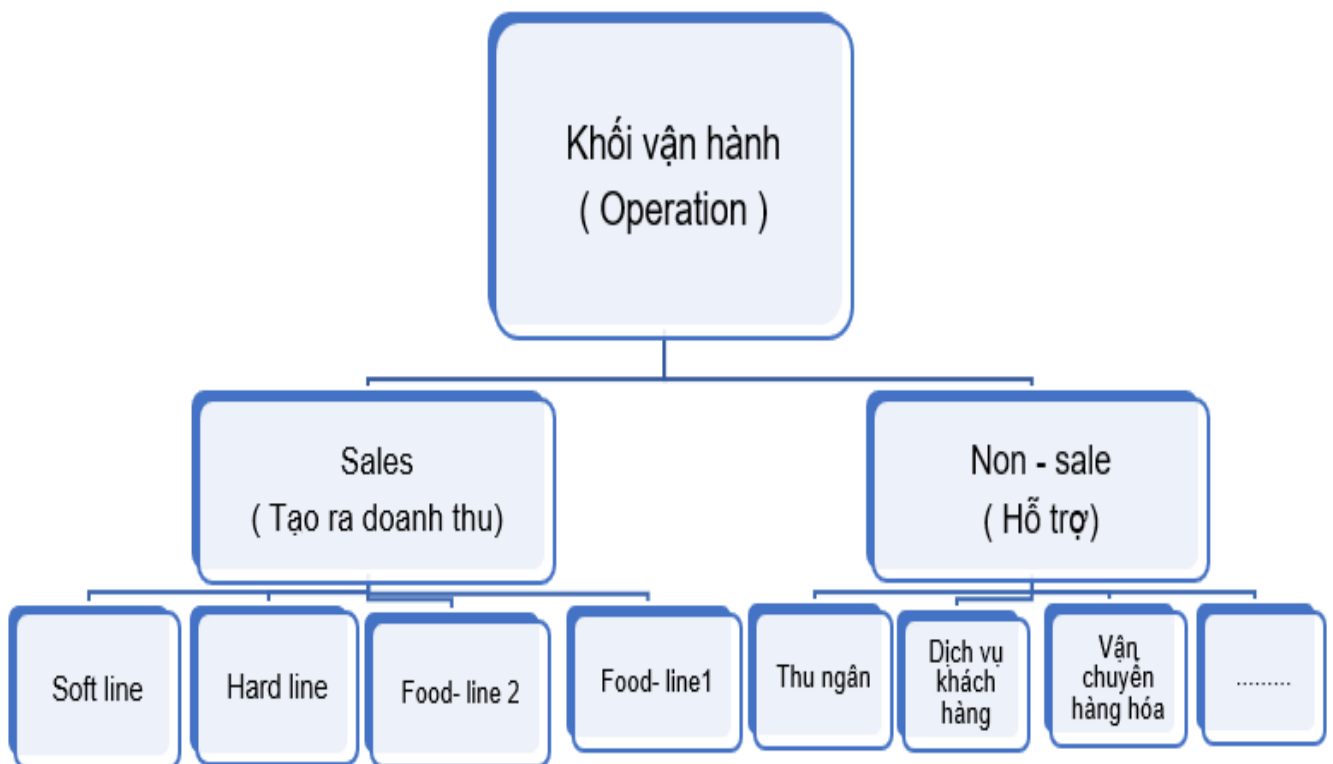 Khối vận hành
( Operation )
Sales
( Tạo ra doanh thu)
Non - sale
( Hỗ trợ)
Soft line
Hard line
Food- line 2
Food- line1
Thu ngân
Dịch vụ
khách
hàng
Vận
chuyển
hàng hóa
.........